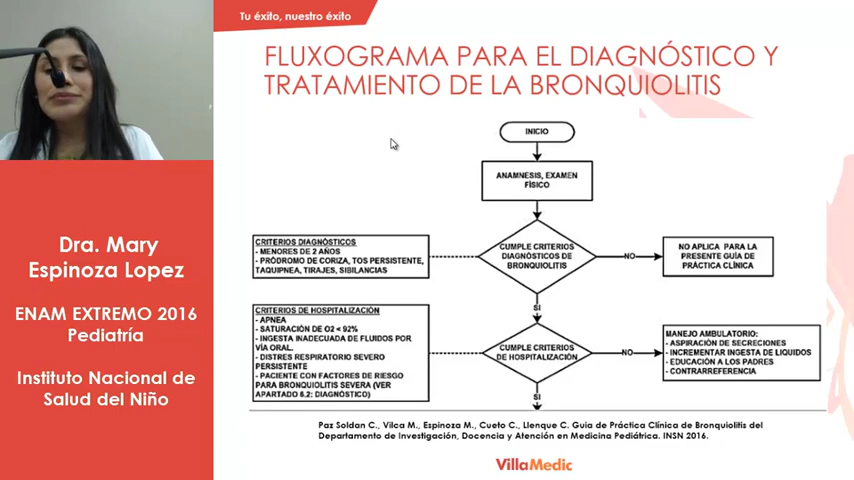 Tu éxito, nuestro éxito
FLUXOGRAMA PARA EL DIAGNÓSTICO Y
TRATAMIENTO DE LA BRONQUIOLITIS
Dra. Mary
Espinoza Lopez
ENAM EXTREMO 2016
Pediatría
Instituto Nacional de
Salud del Niño
INICIO
ANAMNESIS, EXAMEN
FÍSICO
CRITERIOS DIAGNÓSTICOS
- MENORES DE 2 AÑOS
- PRÓDROMO DE CORIZA, TOS PERSISTENTE,
TAQUIPNEA, TIRAJES, SIBILANCIAS
CUMPLE CRITERIOS
DIAGNÓSTICOS DE
BRONQUIOLITIS
NO
NO APLICA PARA LA
PRESENTE GUÍA DE
PRÁCTICA CLÍNICA
SI
CRITERIOS DE HOSPITALIZACIÓN
- APNEA
- SATURACIÓN DE O2 < 92%
- INGESTA INADECUADA DE FLUIDOS POR
VÍA ORAL.
- DISTRES RESPIRATORIO SEVERO
PERSISTENTE
- PACIENTE CON FACTORES DE RIESGO
PARA BRONQUIOLITIS SEVERA (VER
APARTADO 6.2: DIAGNÓSTICO)
CUMPLE CRITERIOS
DE HOSPITALIZACIÓN
NO
MANEJO AMBULATORIO:
- ASPIRACIÓN DE SECRECIONES
- INCREMENTAR INGESTA DE LIQUIDOS
- EDUCACIÓN A LOS PADRES
- CONTRARREFERENCIA
SI
Paz Soldan C., Vilca M., Espinoza M., Cueto C., Llenque C. Guia de Práctica Clínica de Bronquiolitis del
Departamento de Investigación, Docencia y Atención en Medicina Pediátrica. INSN 2016.
VillaMedic